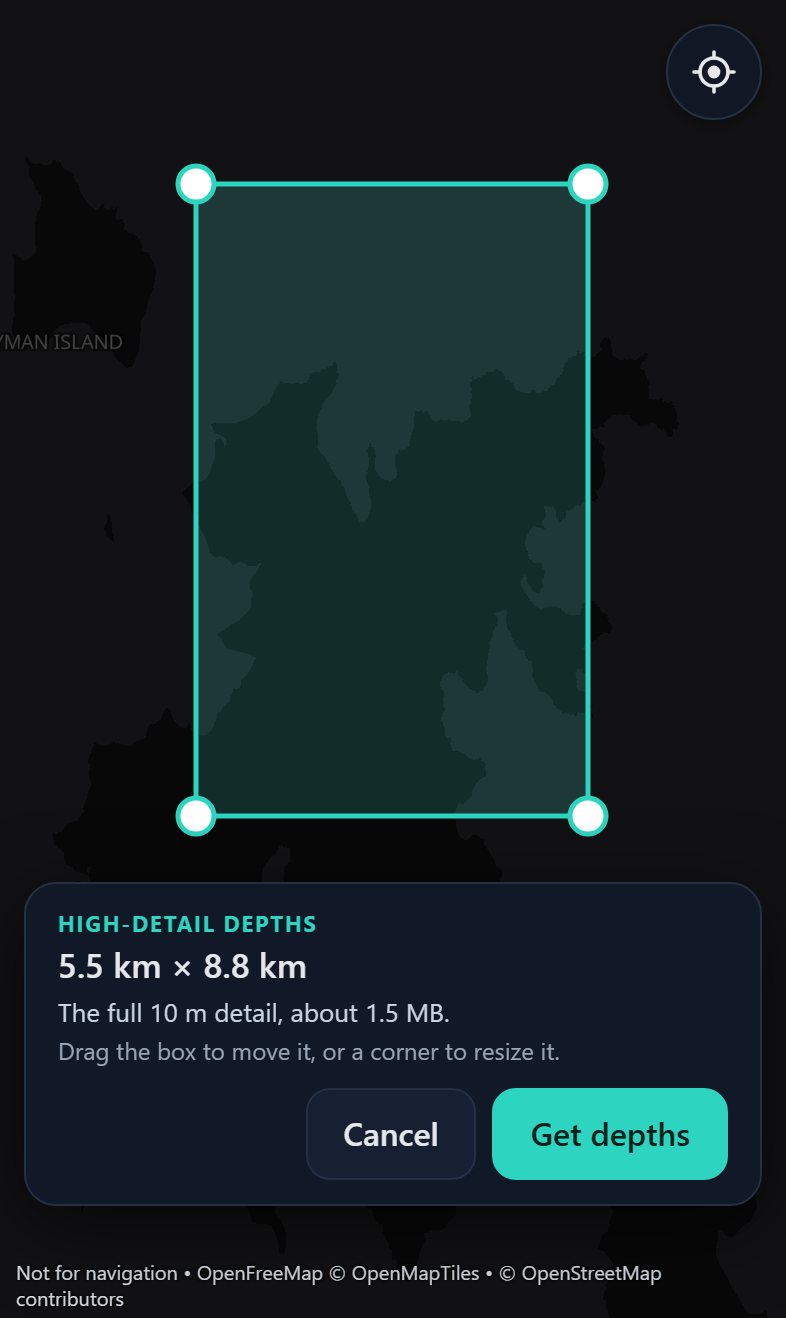 YMAN ISLAND
HIGH-DETAIL DEPTHS
5.5 km × 8.8 km
The full 10 m detail, about 1.5 MB.
Drag the box to move it, or a corner to resize it.
Cancel
Get depths
Not for navigation • OpenFreeMap © OpenMapTiles • © OpenStreetMap
contributors